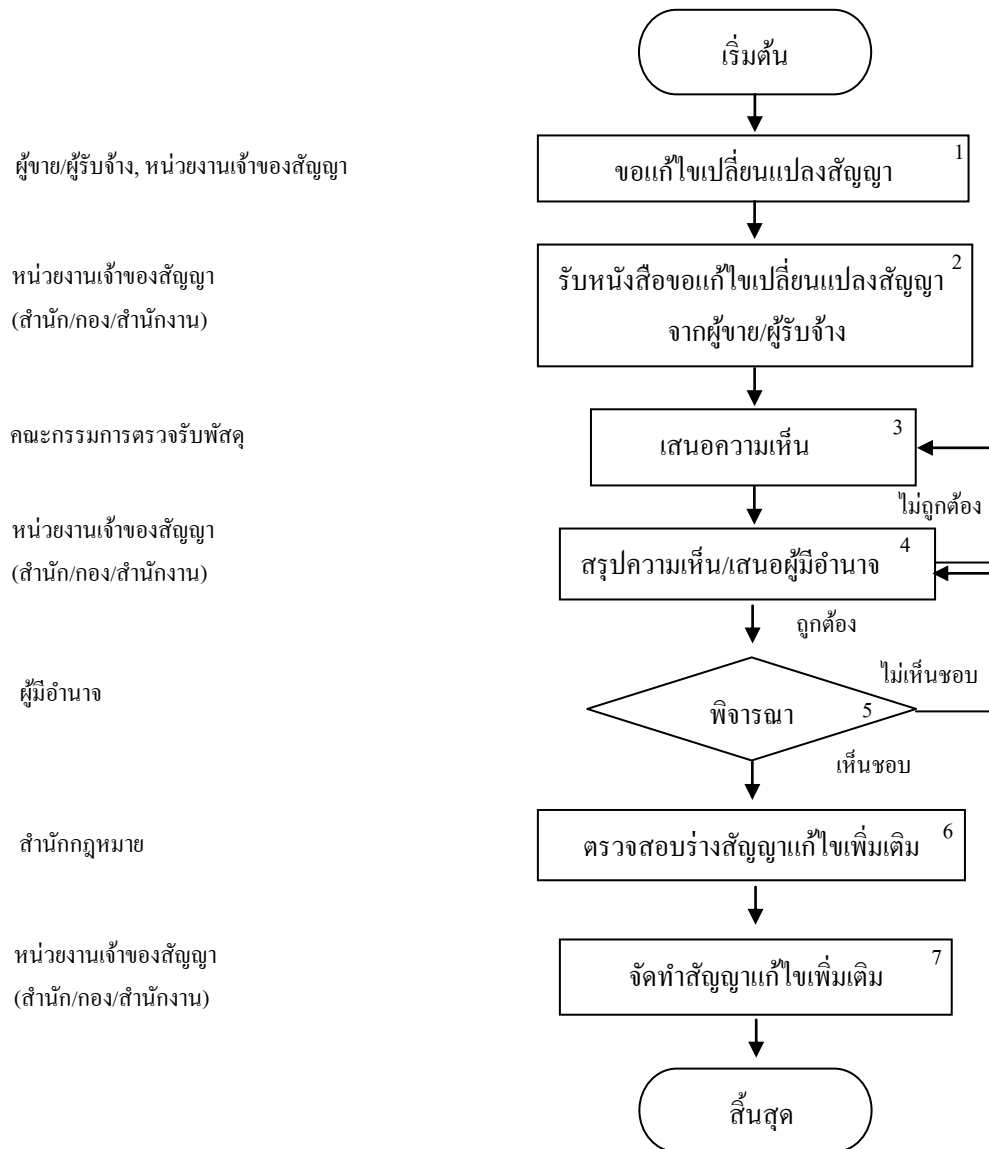 เริ่มต้น
ผู้ขาย/ผู้รับจ้าง, หน่วยงานเจ้าของสัญญา
ขอแก้ไขเปลี่ยนแปลงสัญญา
1
หน่วยงานเจ้าของสัญญา
(สำนัก/กอง/สำนักงาน)
รับหนังสือขอแก้ไขเปลี่ยนแปลงสัญญา
2
จากผู้ขาย/ผู้รับจ้าง
คณะกรรมการตรวจรับพัสดุ
เสนอความเห็น
3
ไม่ถูกต้อง
หน่วยงานเจ้าของสัญญา
(สำนัก/กอง/สำนักงาน)
สรุปความเห็น/เสนอผู้มีอำนาจ
4
ถูกต้อง
ไม่เห็นชอบ
ผู้มีอำนาจ
พิจารณา
5
เห็นชอบ
สำนักกฎหมาย
ตรวจสอบร่างสัญญาแก้ไขเพิ่มเติม
6
หน่วยงานเจ้าของสัญญา
(สำนัก/กอง/สำนักงาน)
จัดทำสัญญาแก้ไขเพิ่มเติม
7
สิ้นสุด